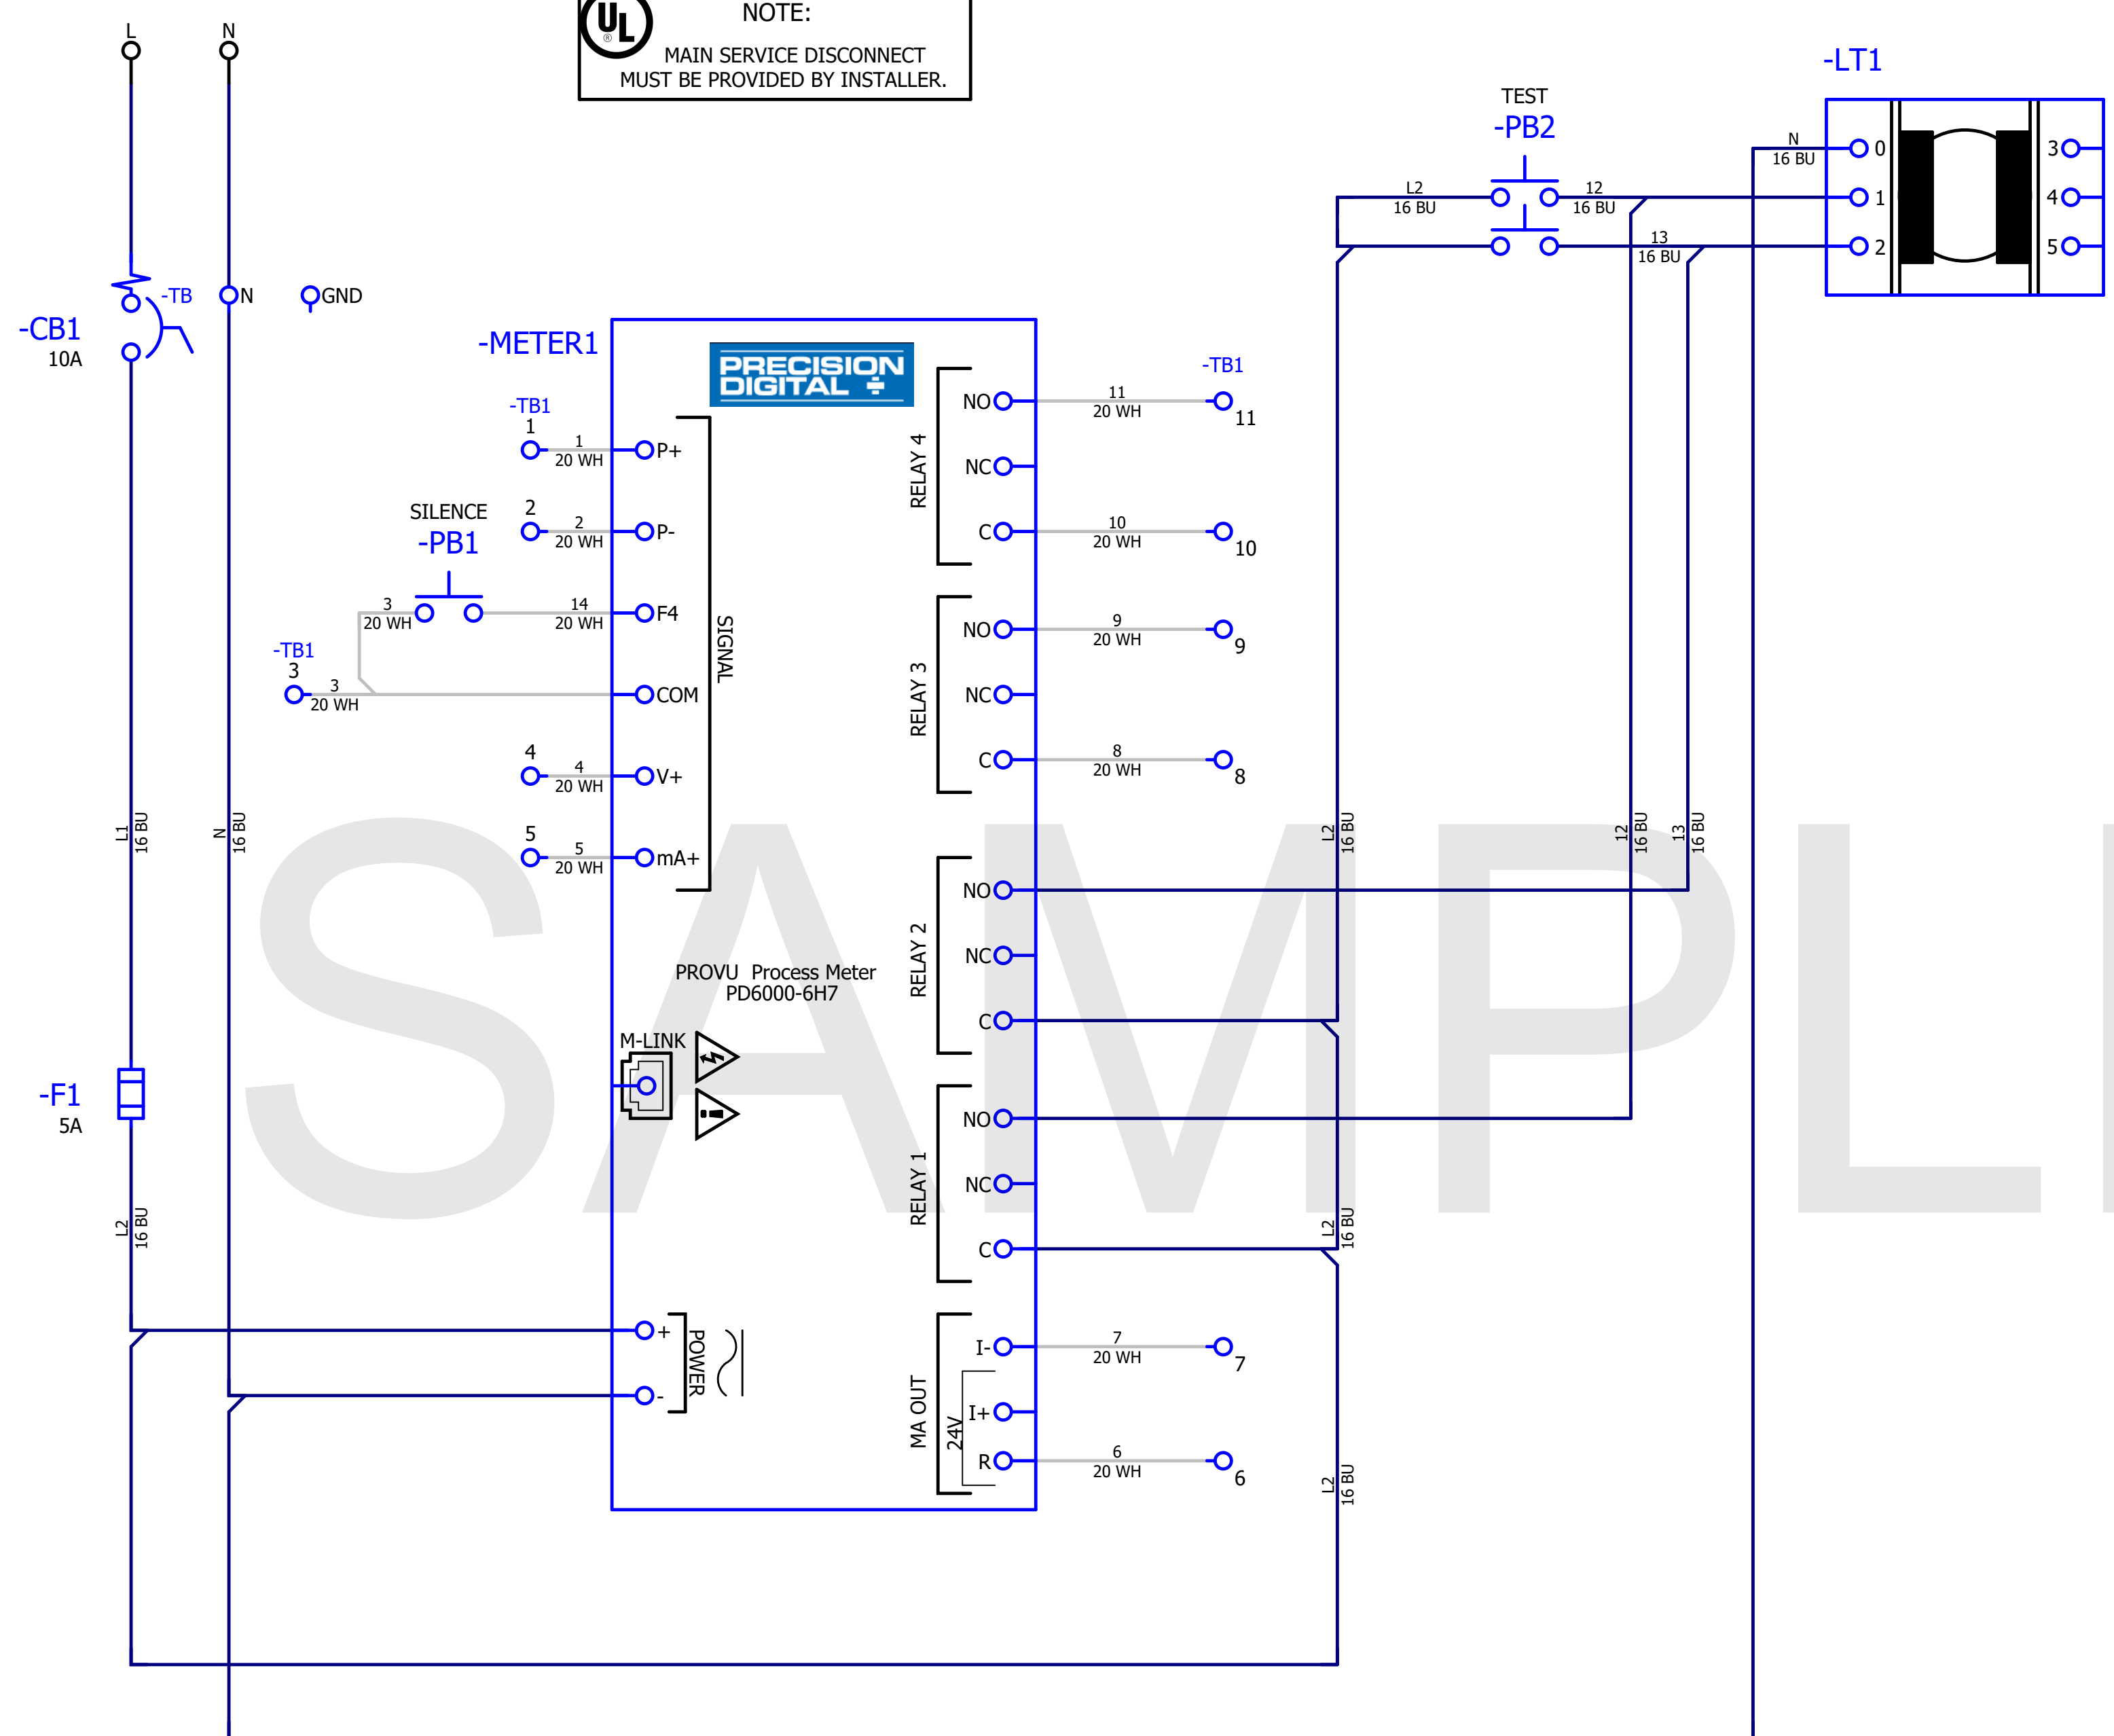 L
N
UL
®
NOTE:
MAIN SERVICE DISCONNECT
MUST BE PROVIDED BY INSTALLER.
-LT1
TEST
-PB2
N
16 BU
0
1
2
3
4
5
L2
16 BU
12
16 BU
13
16 BU
-TB
N
GND
-CB1
10A
-METER1
PRECISION
DIGITAL
-TB1
1
1
20 WH
P+
2
2
20 WH
P-
SILENCE
-PB1
3
20 WH
14
20 WH
F4
-TB1
3
3
20 WH
COM
4
4
20 WH
V+
5
5
20 WH
mA+
SIGNAL
RELAY 4
NO
NC
C
-TB1
11
20 WH
11
10
20 WH
10
RELAY 3
NO
NC
C
9
20 WH
9
8
20 WH
8
L1
16 BU
N
16 BU
L2
16 BU
12
16 BU
13
16 BU
SAMPL
RELAY 2
NO
NC
C
PROVU Process Meter
PD6000-6H7
M-LINK
-F1
5A
RELAY 1
NO
NC
C
L2
16 BU
L2
16 BU
+
-
POWER
MA OUT
24V
I-
I+
R
7
20 WH
7
6
20 WH
6
L2
16 BU